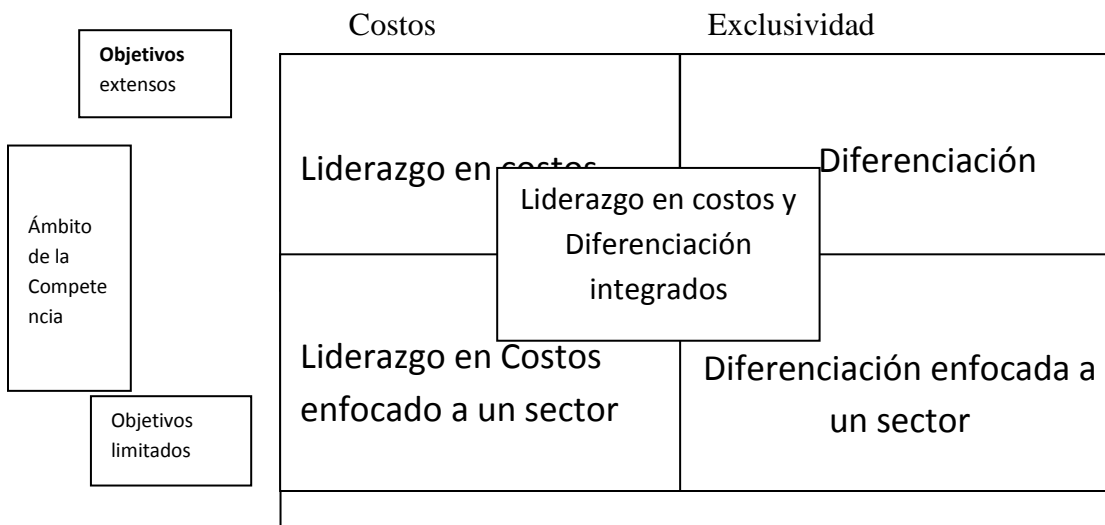 Costos
Exclusividad
Objetivos
extensos
Liderazgo en costos
Diferenciación
Liderazgo en costos y
Diferenciación
integrados
Ámbito
de la
Compete
ncia
Liderazgo en Costos
enfocado a un sector
Diferenciación enfocada a
un sector
Objetivos
limitados